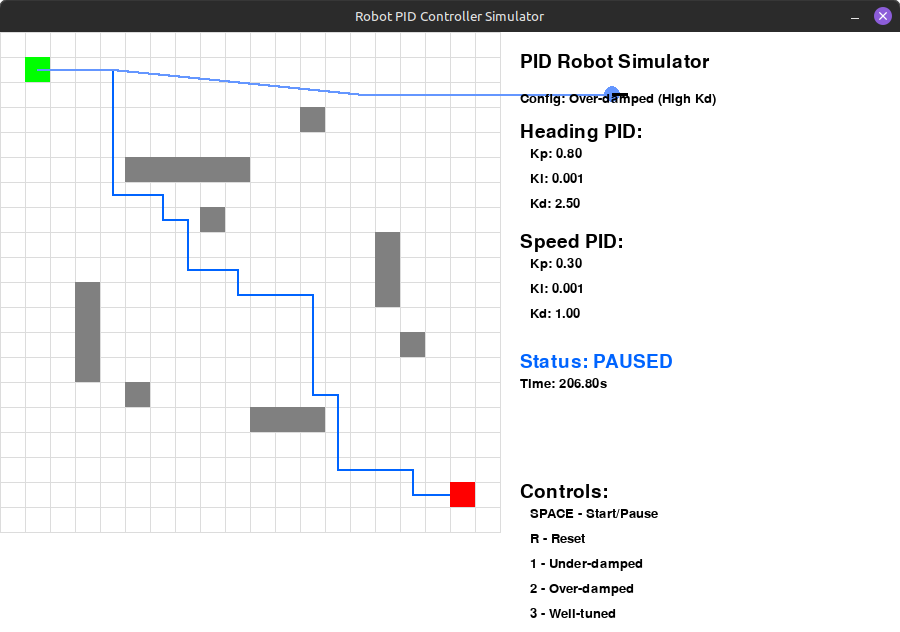 Robot PID Controller Simulator
PID Robot Simulator
Config: Over-damped (High Kd)
Heading PID:
Kp: 0.80
Ki: 0.001
Kd: 2.50
Speed PID:
Kp: 0.30
Ki: 0.001
Kd: 1.00
Status: PAUSED
Time: 206.80s
Controls:
SPACE - Start/Pause
R - Reset
1 - Under-damped
2 - Over-damped
3 - Well-tuned